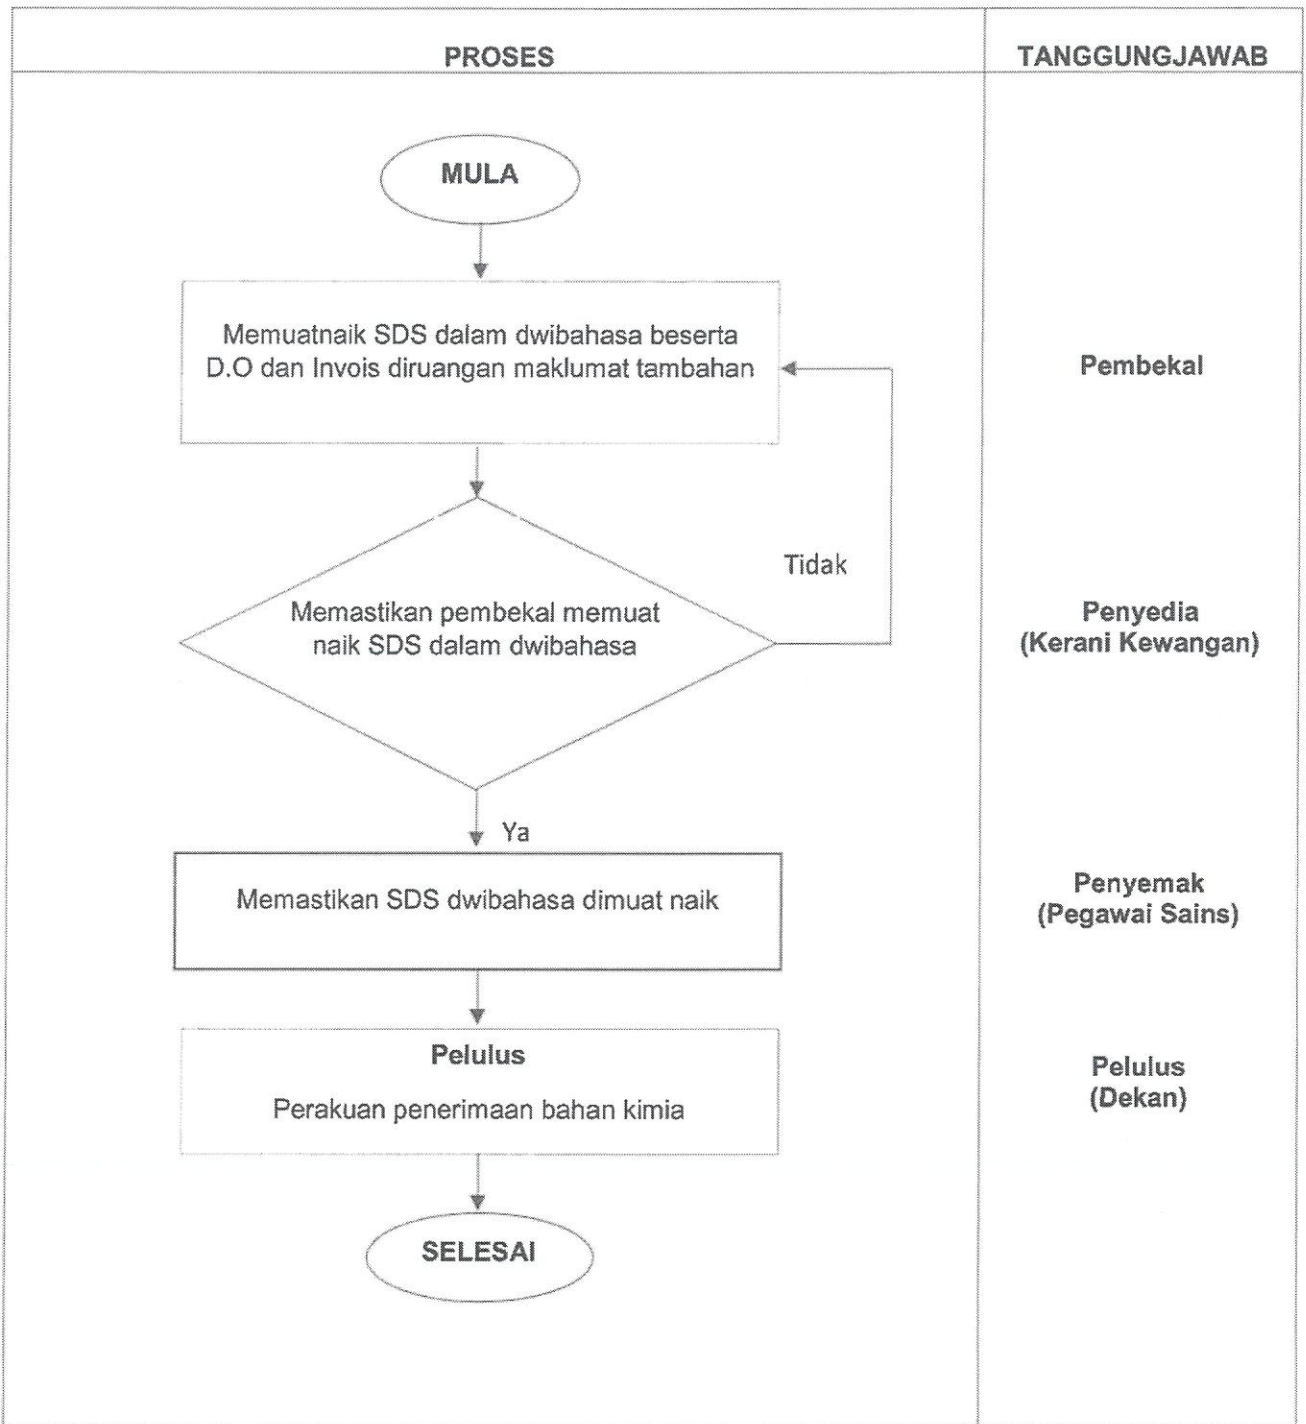 PROSES
TANGGUNGJAWAB
MULA
Memuatnaik SDS dalam dwibahasa beserta
D.O dan Invois diruangan maklumat tambahan
Pembekal
Tidak
Memastikan pembekal memuat
naik SDS dalam dwibahasa
Penyedia
(Kerani Kewangan)
Ya
Memastikan SDS dwibahasa dimuat naik
Penyemak
(Pegawai Sains)
Pelulus
Perakuan penerimaan bahan kimia
Pelulus
(Dekan)
SELESAI